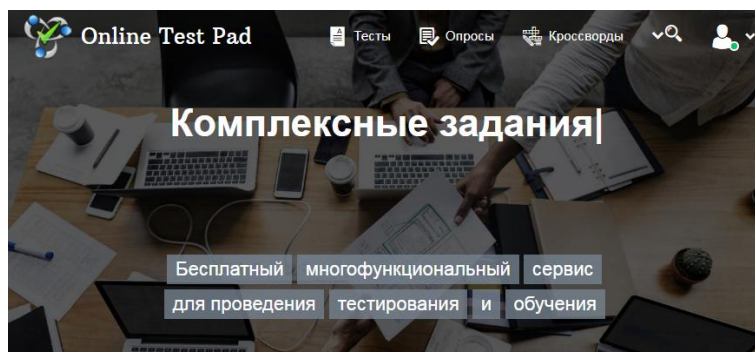 Online Test Pad Тесты Опросы Кроссворды
Комплексные задания|
Бесплатный многофункциональный сервис
для проведения тестирования и обучения